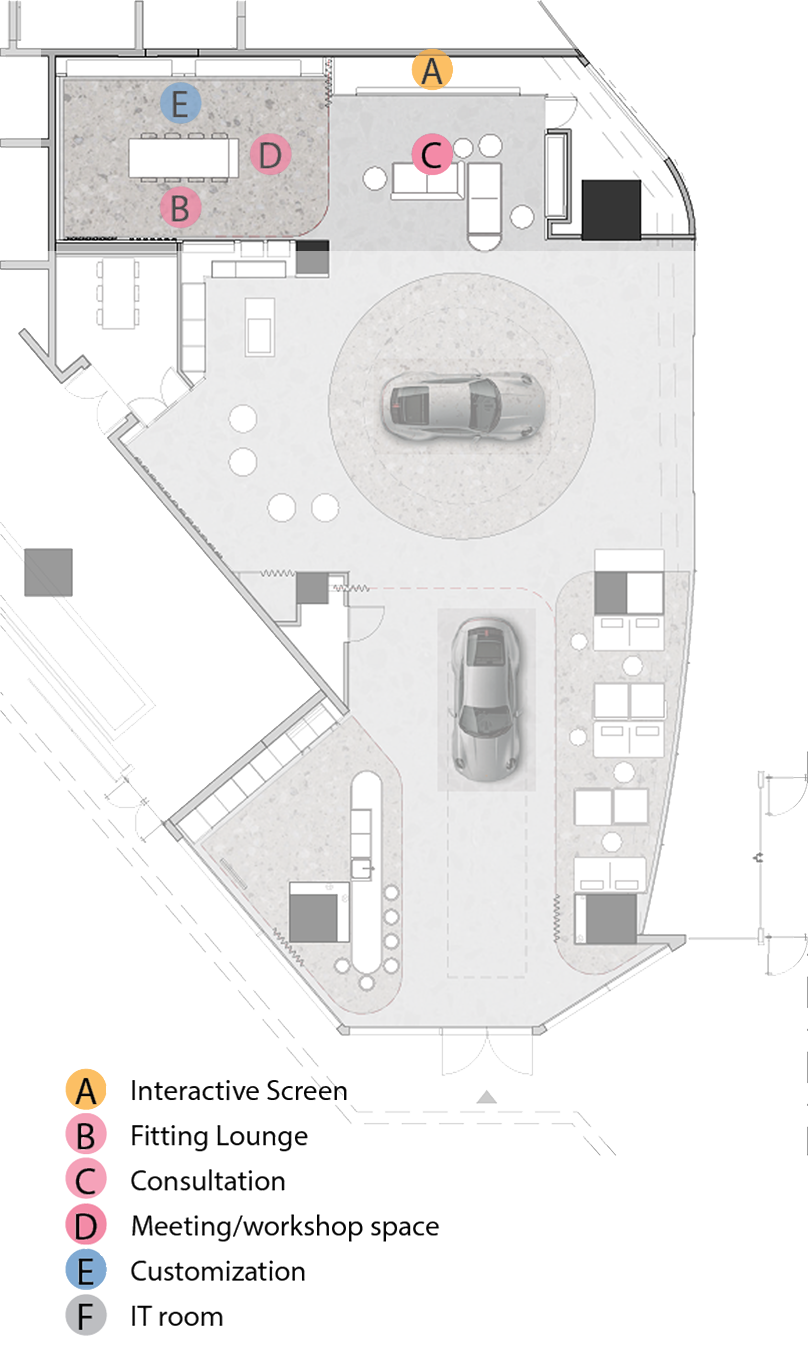 A
E
D
C
B
A Interactive Screen
B Fitting Lounge
C Consultation
D Meeting/workshop space
E Customization
F IT room